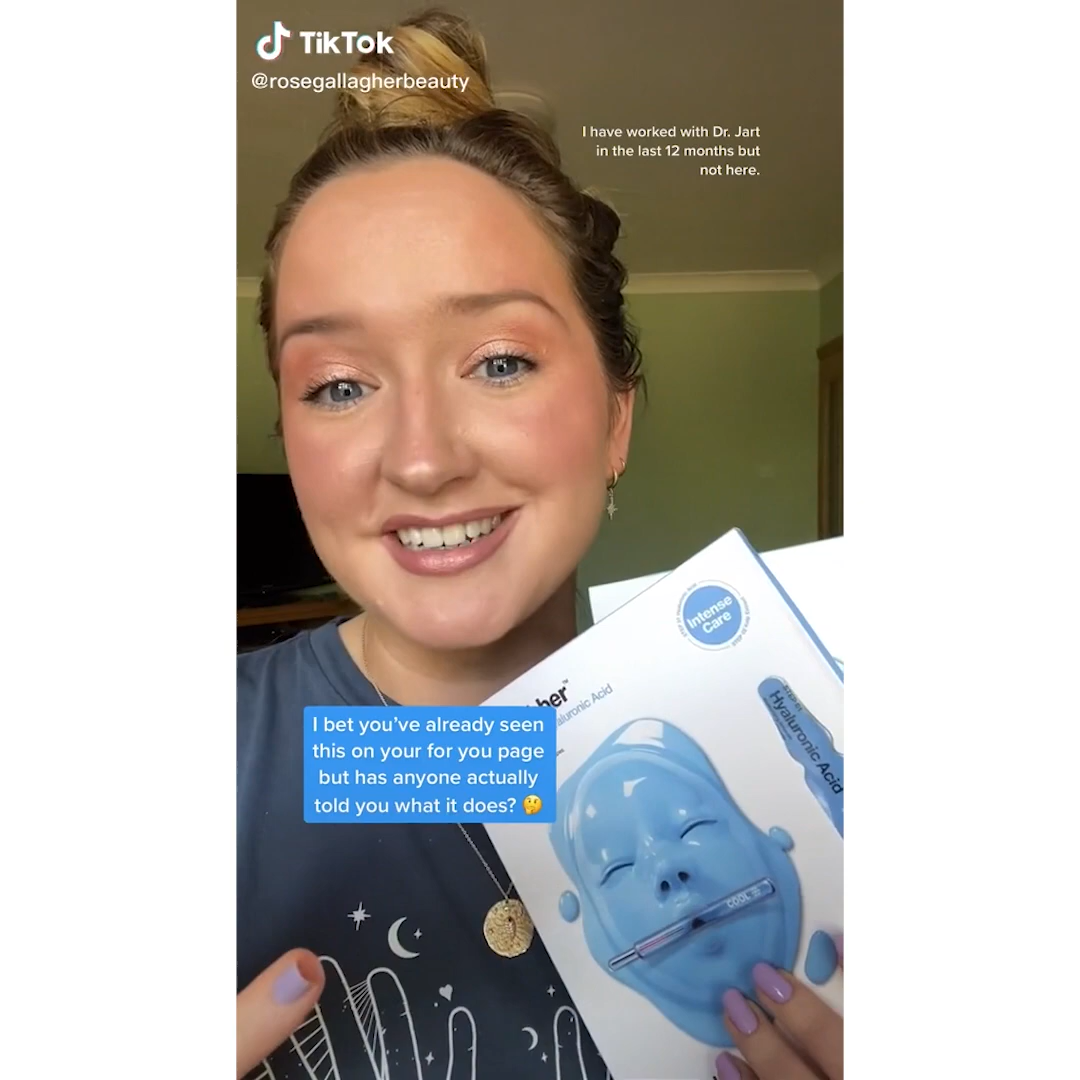 TikTok
@rosegallagherbeauty
I have worked with Dr. Jart
in the last 12 months but
not here.
Intense
Care
Hyaluronic Acid
I bet you've already seen
this on your for you page
but has anyone actually
told you what it does? 🤔
COOL